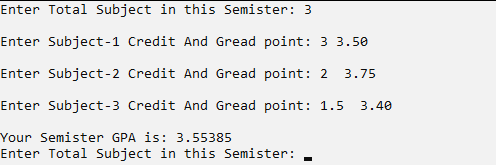 Enter Total Subject in this Semister: 3
Enter Subject-1 Credit And Gread point: 3 3.50
Enter Subject-2 Credit And Gread point: 2  3.75
Enter Subject-3 Credit And Gread point: 1.5  3.40
Your Semister GPA is: 3.55385
Enter Total Subject in this Semister: